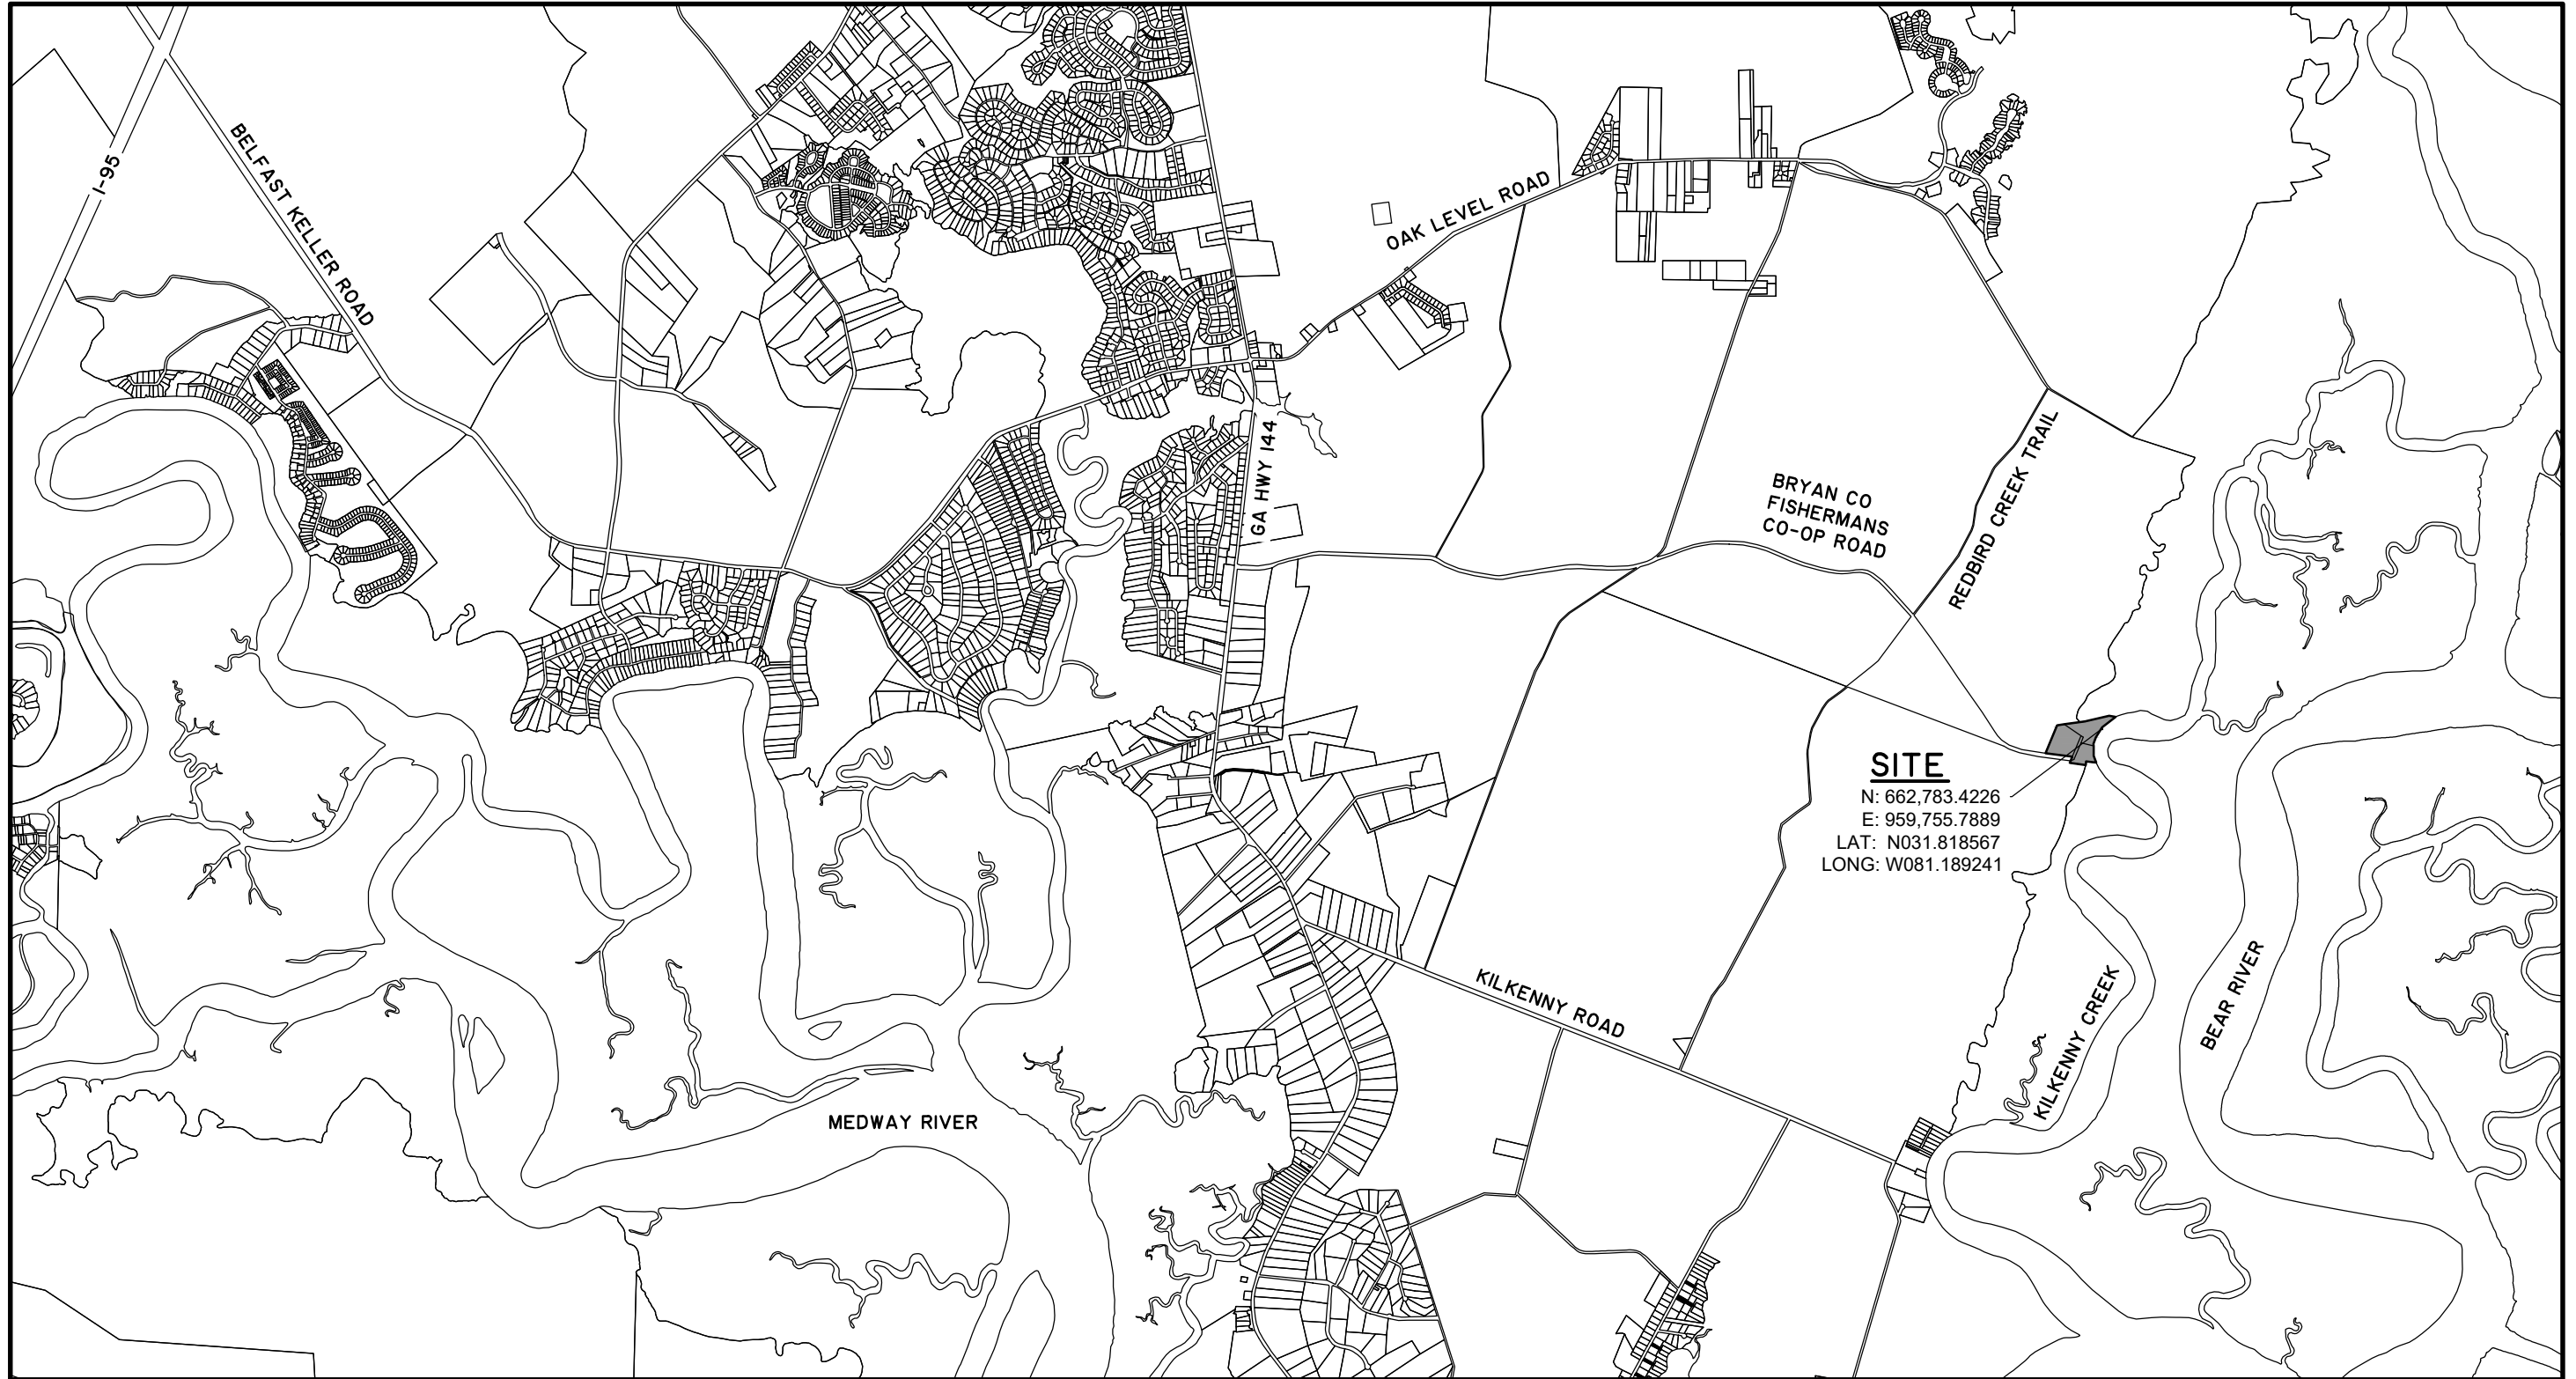 I-95
BELFAST KELLER ROAD
OAK LEVEL ROAD
GA HWY 144
BRYAN CO
FISHERMANS
CO-OP ROAD
REDBIRD CREEK TRAIL
SITE
N: 662,783.4226
E: 959,755.7889
LAT: N031.818567
LONG: W081.189241
KILKENNY ROAD
KILKENNY CREEK
BEAR RIVER
MEDWAY RIVER